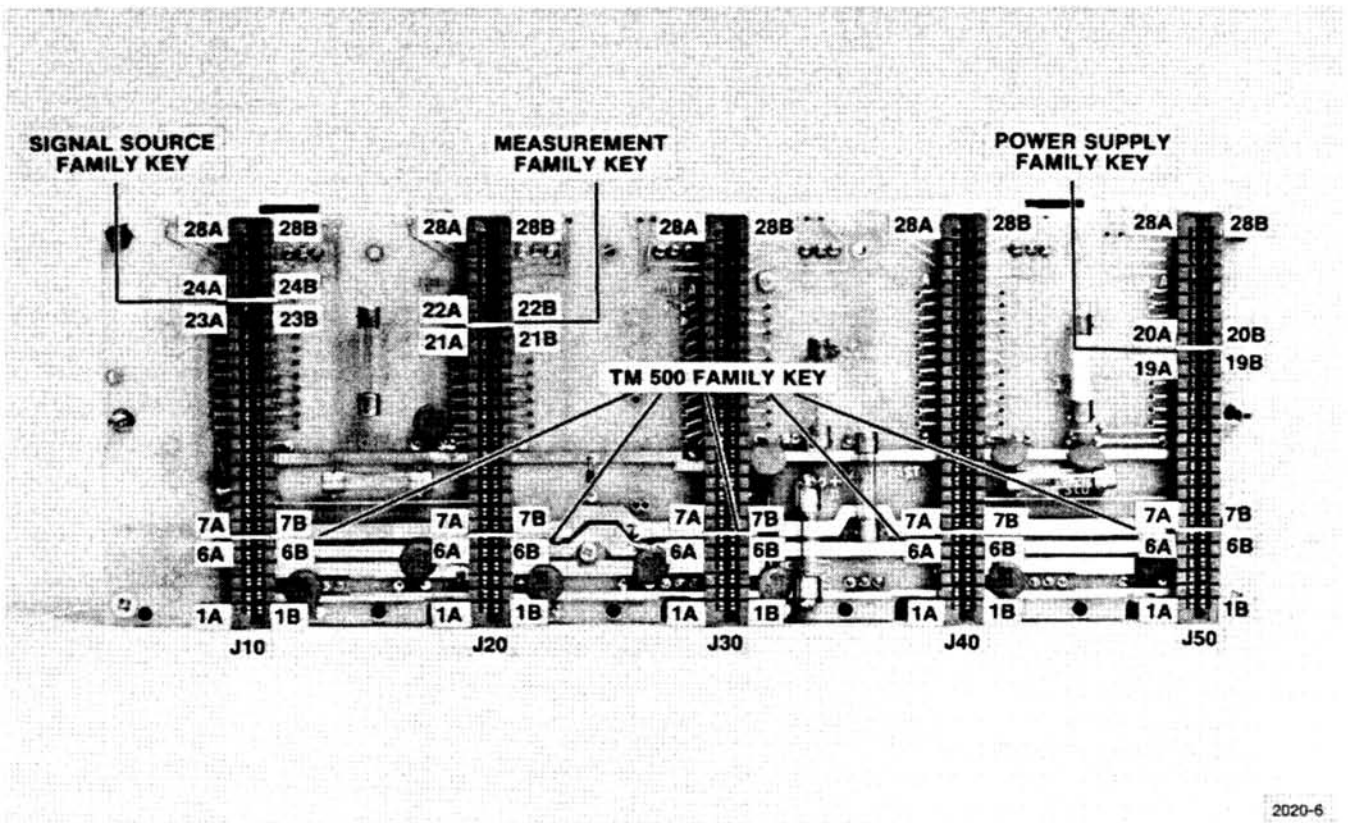 SIGNAL SOURCE
FAMILY KEY
MEASUREMENT
FAMILY KEY
POWER SUPPLY
FAMILY KEY
28A 28B 28A 28B 28A 28B 28A 28B 28A 28B
24A 24B
23A 23B
22A 22B
21A 21B
20A 20B
19A 19B
TM 500 FAMILY KEY
7A 7B 7A 7B 7A 7B 7A 7B 7A 7B
6A 6B 6A 6B 6A 6B 6A 6B 6A 6B
1A 1B 1A 1B 1A 1B 1A 1B 1A
J10 J20 J30 J40 J50
2020-6